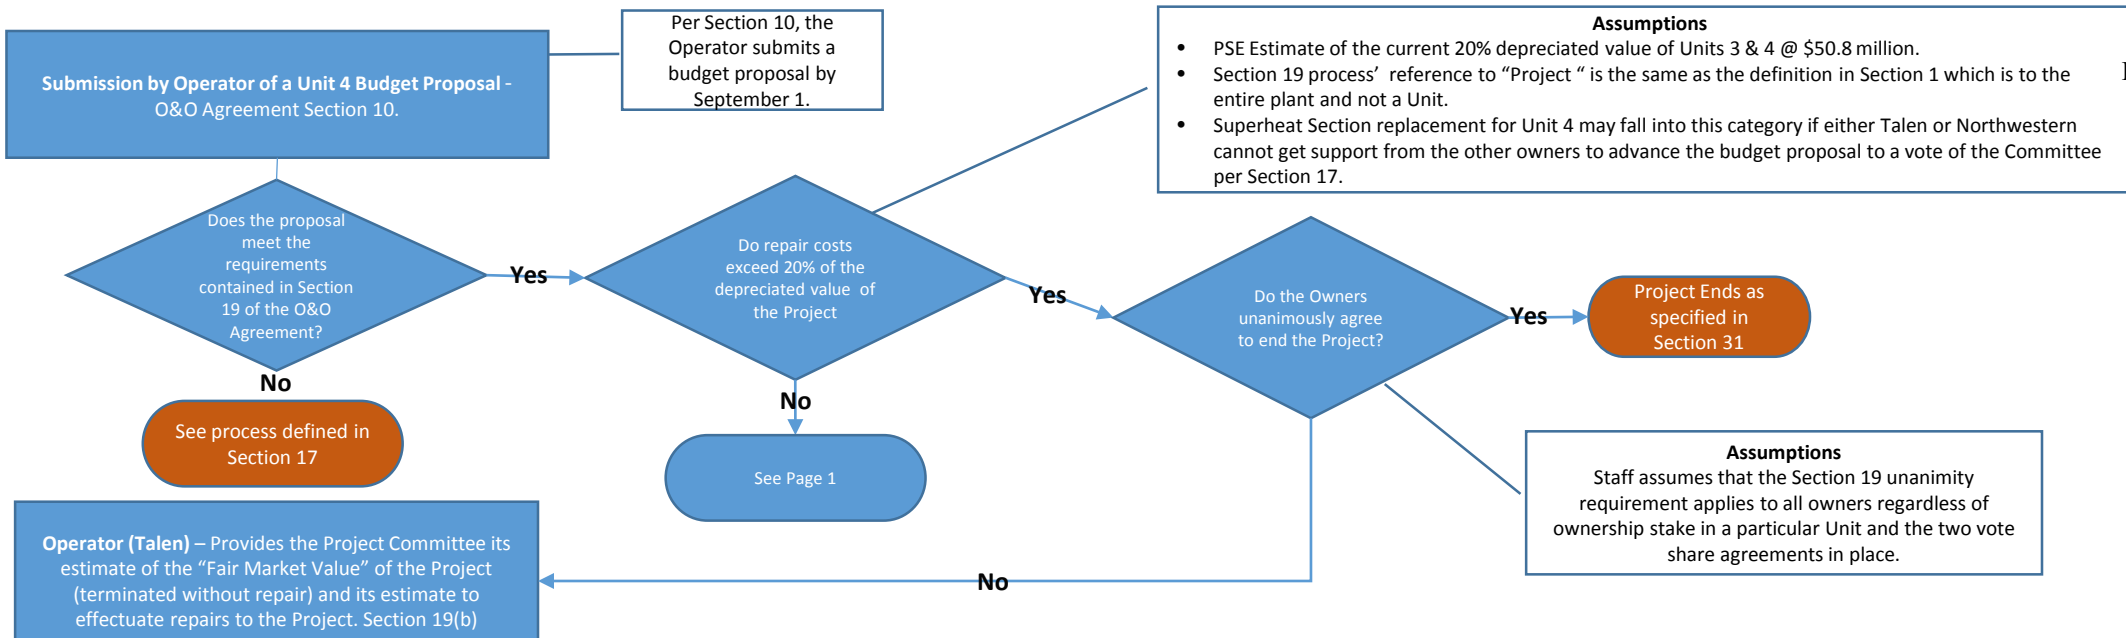 Submission by Operator of a Unit 4 Budget Proposal -
O&O Agreement Section 10.
Per Section 10, the
Operator submits a
budget proposal by
September 1.
Assumptions
• PSE Estimate of the current 20% depreciated value of Units 3 & 4 @ $50.8 million.
• Section 19 process' reference to "Project " is the same as the definition in Section 1 which is to the
entire plant and not a Unit.
• Superheat Section replacement for Unit 4 may fall into this category if either Talen or Northwestern
cannot get support from the other owners to advance the budget proposal to a vote of the Committee
per Section 17.
Does the proposal
meet the
requirements
contained in Section
19 of the O&O
Agreement?
Yes
Do repair costs
exceed 20% of the
depreciated value of
the Project
Yes
Do the Owners
unanimously agree
to end the Project?
Yes
Project Ends as
specified in
Section 31
No
See process defined in
Section 17
No
See Page 1
Assumptions
Staff assumes that the Section 19 unanimity
requirement applies to all owners regardless of
ownership stake in a particular Unit and the two vote
share agreements in place.
No
Operator (Talen) – Provides the Project Committee its
estimate of the "Fair Market Value" of the Project
(terminated without repair) and its estimate to
effectuate repairs to the Project. Section 19(b)